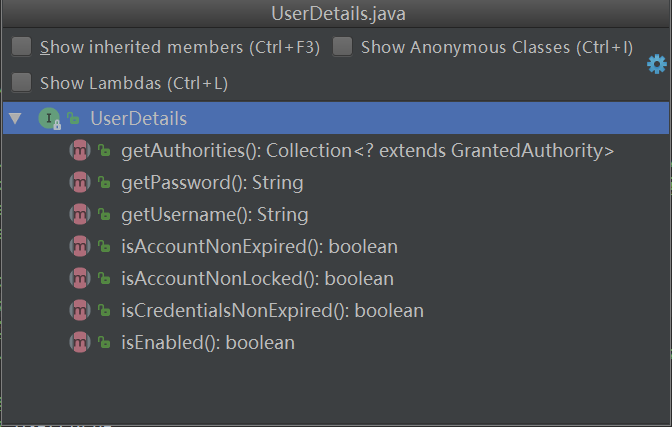 UserDetails.java
Show inherited members (Ctrl+F3) Show Anonymous Classes (Ctrl+I)
Show Lambdas (Ctrl+L)
UserDetails
getAuthorities(): Collection<? extends GrantedAuthority>
getPassword(): String
getUsername(): String
isAccountNonExpired(): boolean
isAccountNonLocked(): boolean
isCredentialsNonExpired(): boolean
isEnabled(): boolean